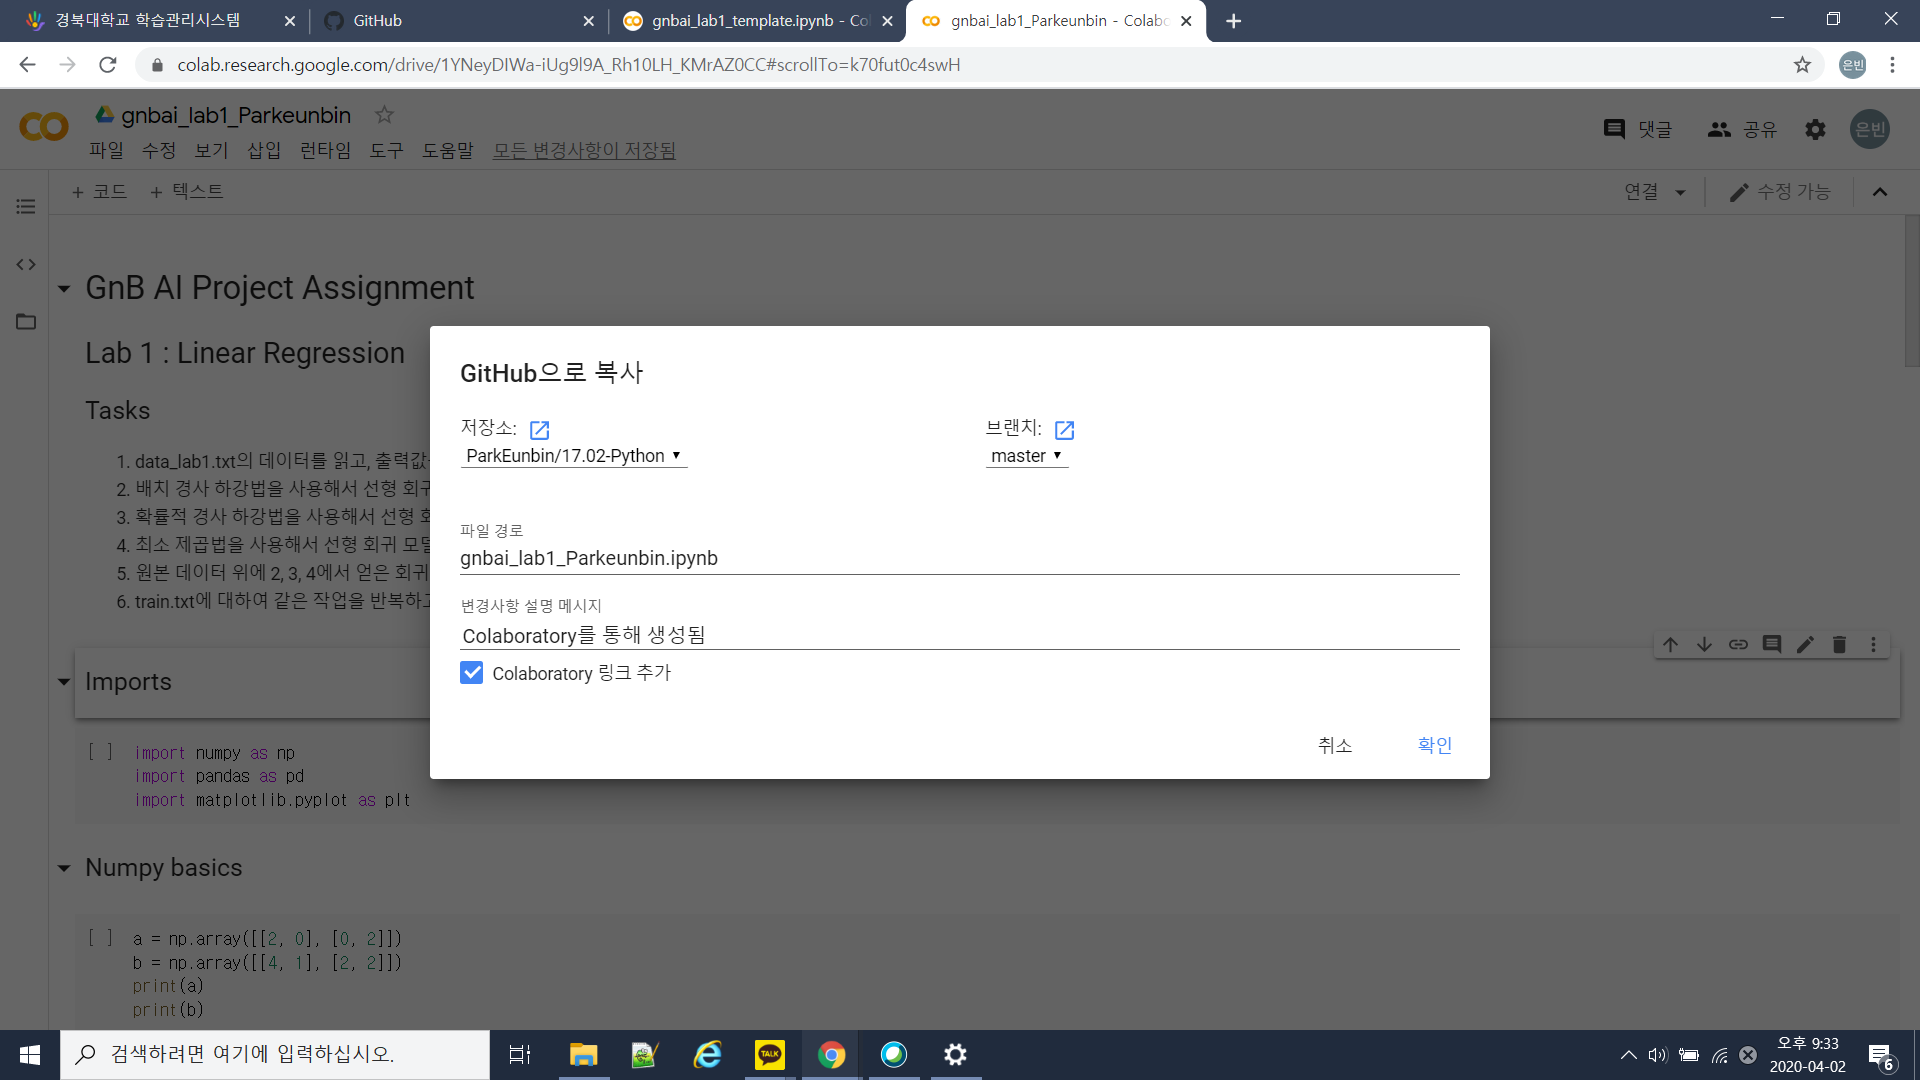 경북대학교 학습관리시스템
GitHub
gnbai_lab1_template.ipynb - Co
gnbai_lab1_Parkeunbin - Colabo
colab.research.google.com/drive/1YNeyDIWa-iUg9l9A_Rh10LH_KMrAZ0CC#scrollTo=k70fut0c4swH
은빈
gnbai_lab1_Parkeunbin
댓글
공유
은빈
파일 수정 보기 삽입 런타임 도구 도움말 모든 변경사항이 저장됨
+ 코드 + 텍스트
연결
수정 가능
GnB AI Project Assignment
Lab 1 : Linear Regression
Tasks
1. data_lab1.txt의 데이터를 읽고, 출력값
2. 배치 경사 하강법을 사용해서 선형 회귀
3. 확률적 경사 하강법을 사용해서 선형 회
4. 최소 제곱법을 사용해서 선형 회귀 모델
5. 원본 데이터 위에 2, 3, 4에서 얻은 회귀
6. train.txt에 대하여 같은 작업을 반복하고
GitHub으로 복사
저장소:
브랜치:
ParkEunbin/17.02-Python
master
파일 경로
gnbai_lab1_Parkeunbin.ipynb
변경사항 설명 메시지
Colaboratory를 통해 생성됨
Colaboratory 링크 추가
취소
확인
Imports
[ ] import numpy as np
import pandas as pd
import matplotlib.pyplot as plt
Numpy basics
[ ] a = np.array([[2, 0], [0, 2]])
b = np.array([[4, 1], [2, 2]])
print(a)
print(b)
검색하려면 여기에 입력하십시오.
TALK
오후 9:33
2020-04-02
6